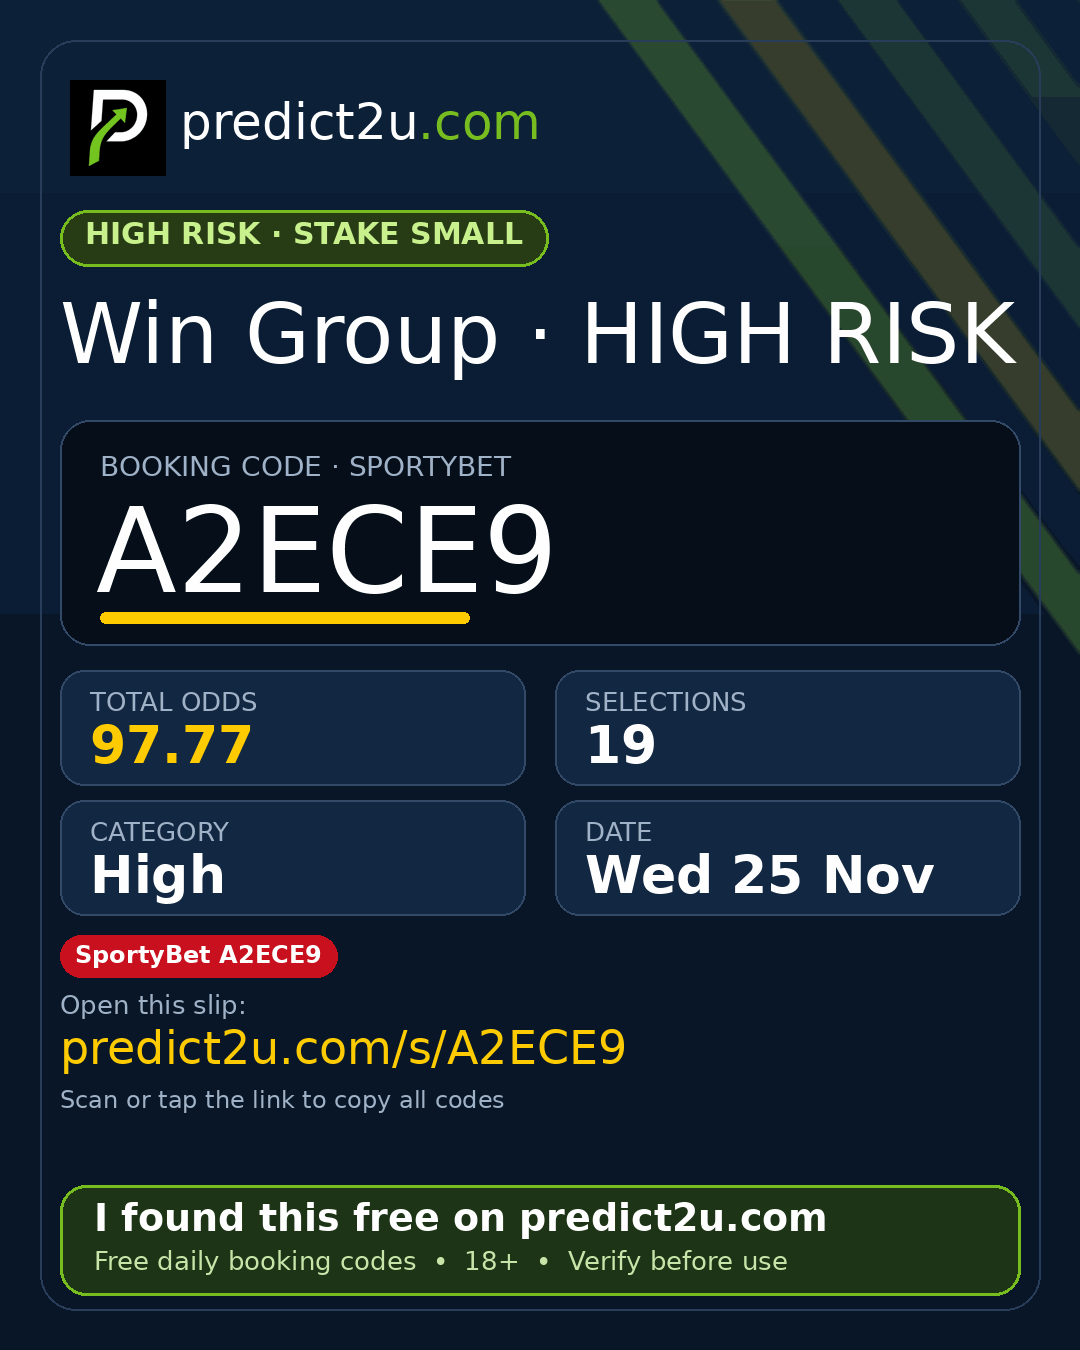 predict2u.com
HIGH RISK · STAKE SMALL
Win Group · HIGH RISK
BOOKING CODE · SPORTYBET
A2ECE9
TOTAL ODDS
97.77
SELECTIONS
19
CATEGORY
High
DATE
Wed 25 Nov
SportyBet A2ECE9
Open this slip:
predict2u.com/s/A2ECE9
Scan or tap the link to copy all codes
I found this free on predict2u.com
Free daily booking codes • 18+ • Verify before use